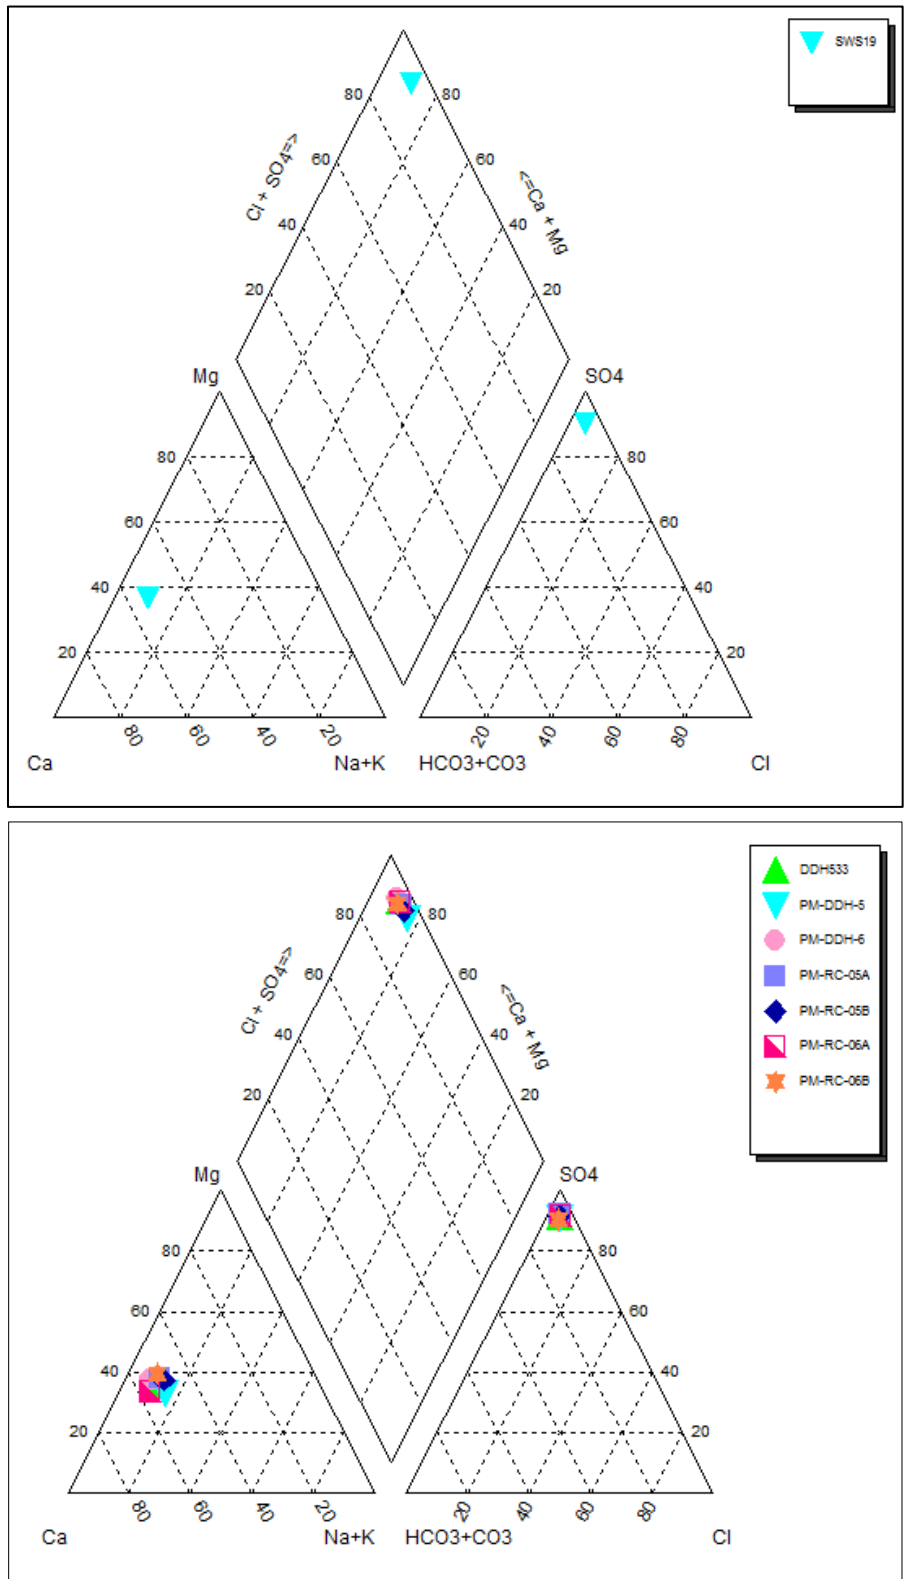 SWS19
80
80
60
60
Cl + SO4=>
<=Ca + Mg
40
40
20
20
Mg
SO4
80
80
60
60
40
40
20
20
80
60
40
20
20
40
60
80
Ca
Na+K
HCO3+CO3
Cl
DDH533
PM-DDH-5
PM-DDH-6
PM-RC-05A
PM-RC-05B
PM-RC-06A
PM-RC-06B
80
80
60
60
Cl + SO4=>
<=Ca + Mg
40
40
20
20
Mg
SO4
80
80
60
60
40
40
20
20
80
60
40
20
20
40
60
80
Ca
Na+K
HCO3+CO3
Cl